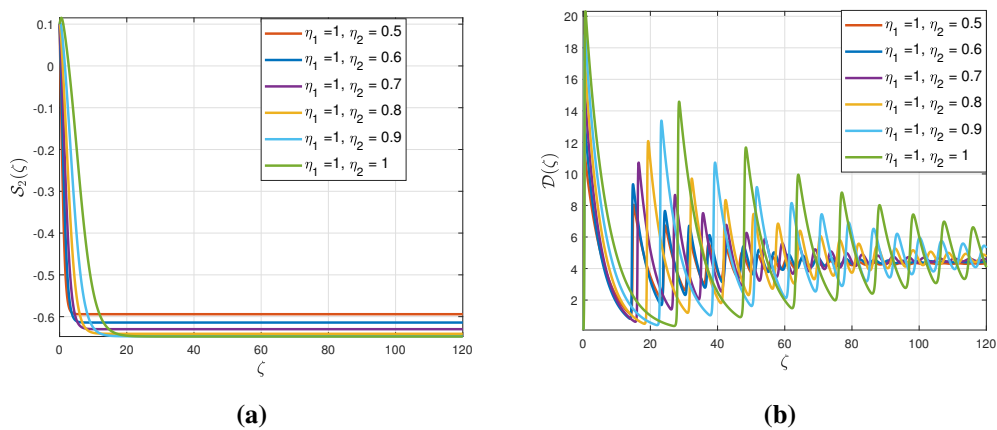 0.1
0
-0.1
-0.2
-0.3
-0.4
-0.5
-0.6
0 20 40 60 80 100 120
S₂(ζ)
ζ
η₁ =1, η₂ = 0.5
η₁ =1, η₂ = 0.6
η₁ =1, η₂ = 0.7
η₁ =1, η₂ = 0.8
η₁ =1, η₂ = 0.9
η₁ =1, η₂ = 1
(a)
20
18
16
14
12
10
8
6
4
2
0 20 40 60 80 100 120
D(ζ)
ζ
η₁ =1, η₂ = 0.5
η₁ =1, η₂ = 0.6
η₁ =1, η₂ = 0.7
η₁ =1, η₂ = 0.8
η₁ =1, η₂ = 0.9
η₁ =1, η₂ = 1
(b)